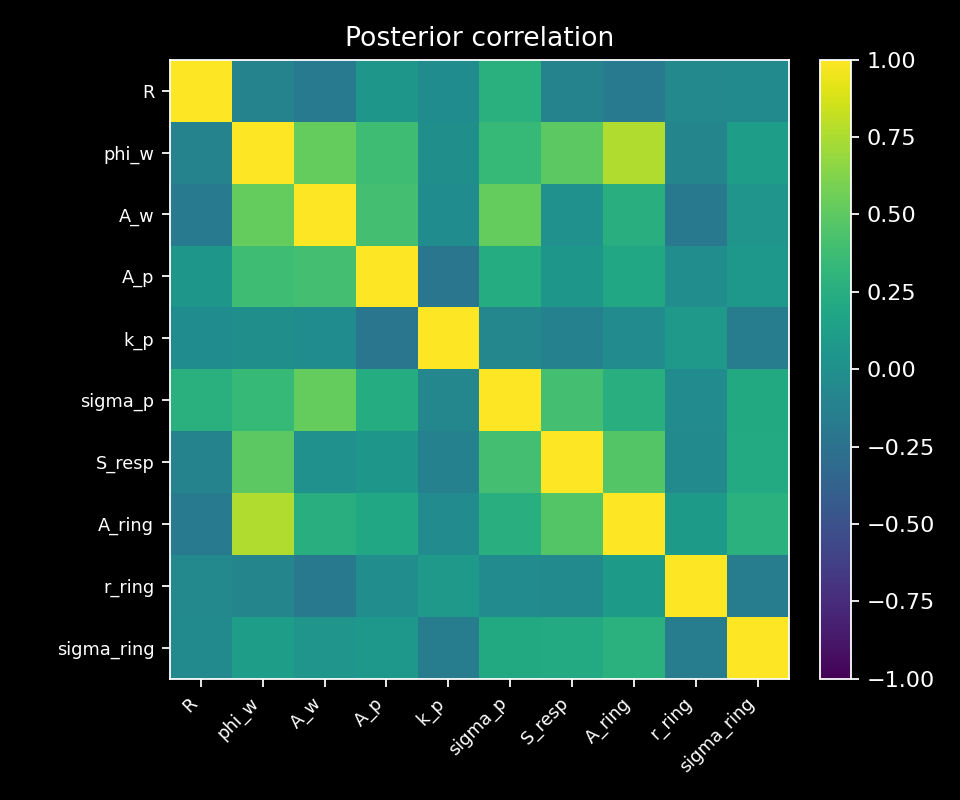 Posterior correlation
R
phi_w
A_w
A_p
k_p
sigma_p
S_resp
A_ring
r_ring
sigma_ring
R
phi_w
A_w
A_p
k_p
sigma_p
S_resp
A_ring
r_ring
sigma_ring
1.00
0.75
0.50
0.25
0.00
−0.25
−0.50
−0.75
−1.00